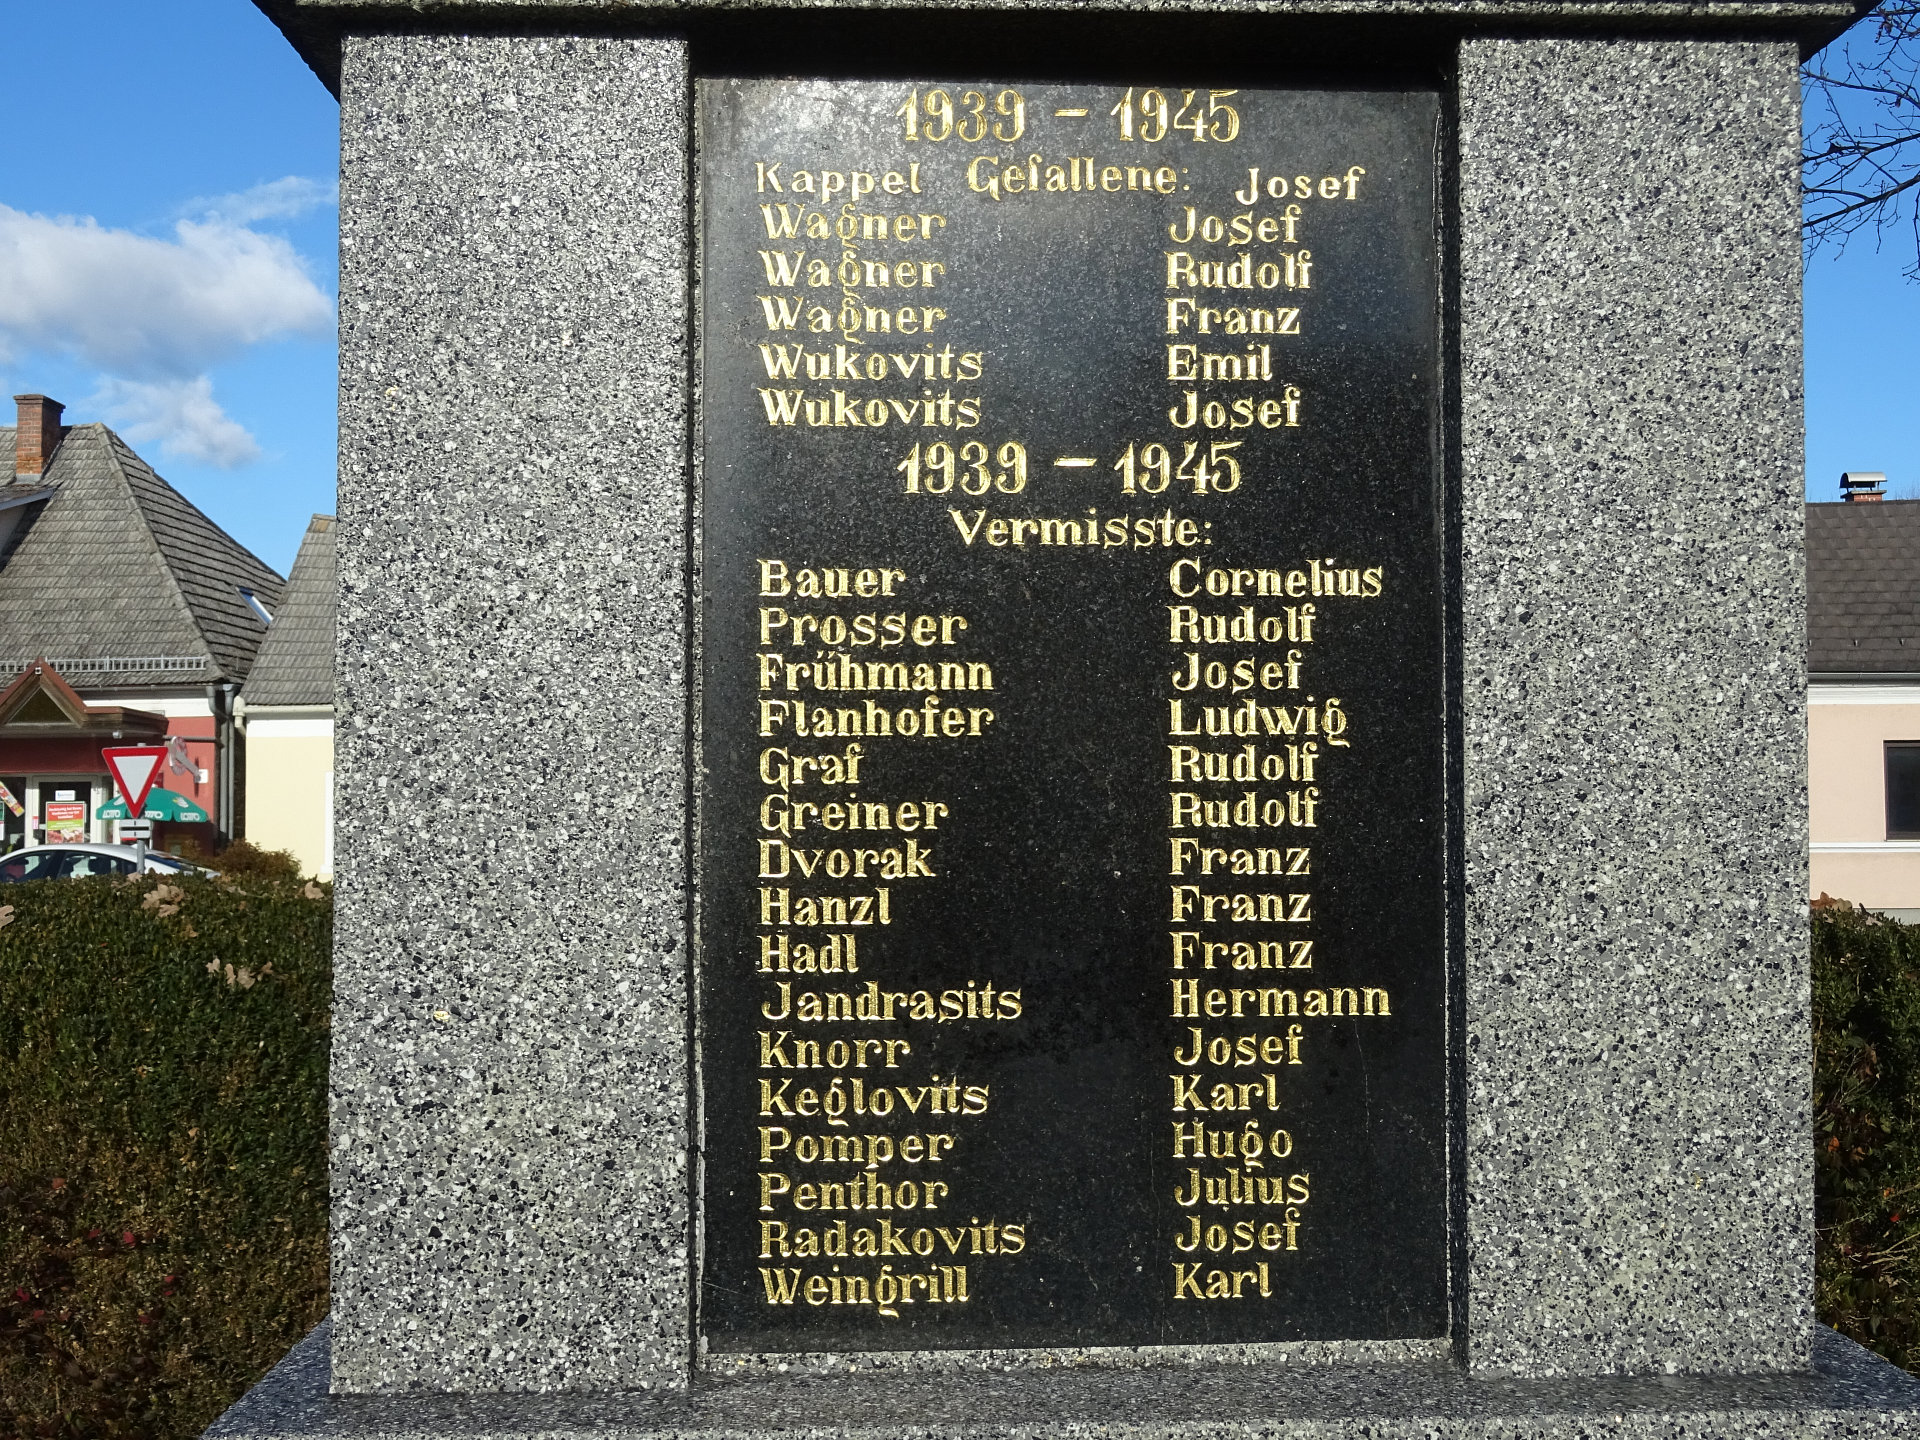 1939 – 1945
Kappel Gefallene: Josef
Wagner Josef
Wagner Rudolf
Wagner Franz
Wukovits Emil
Wukovits Josef
1939 – 1945
Vermisste:
Bauer Cornelius
Prosser Rudolf
Frühmann Josef
Flanhofer Ludwig
Graf Rudolf
Greiner Rudolf
Dvorak Franz
Hanzl Franz
Hadl Franz
Jandrasits Hermann
Knorr Josef
Keglovits Karl
Pomper Hugo
Penthor Julius
Radakovits Josef
Weingrill Karl
LOTTO